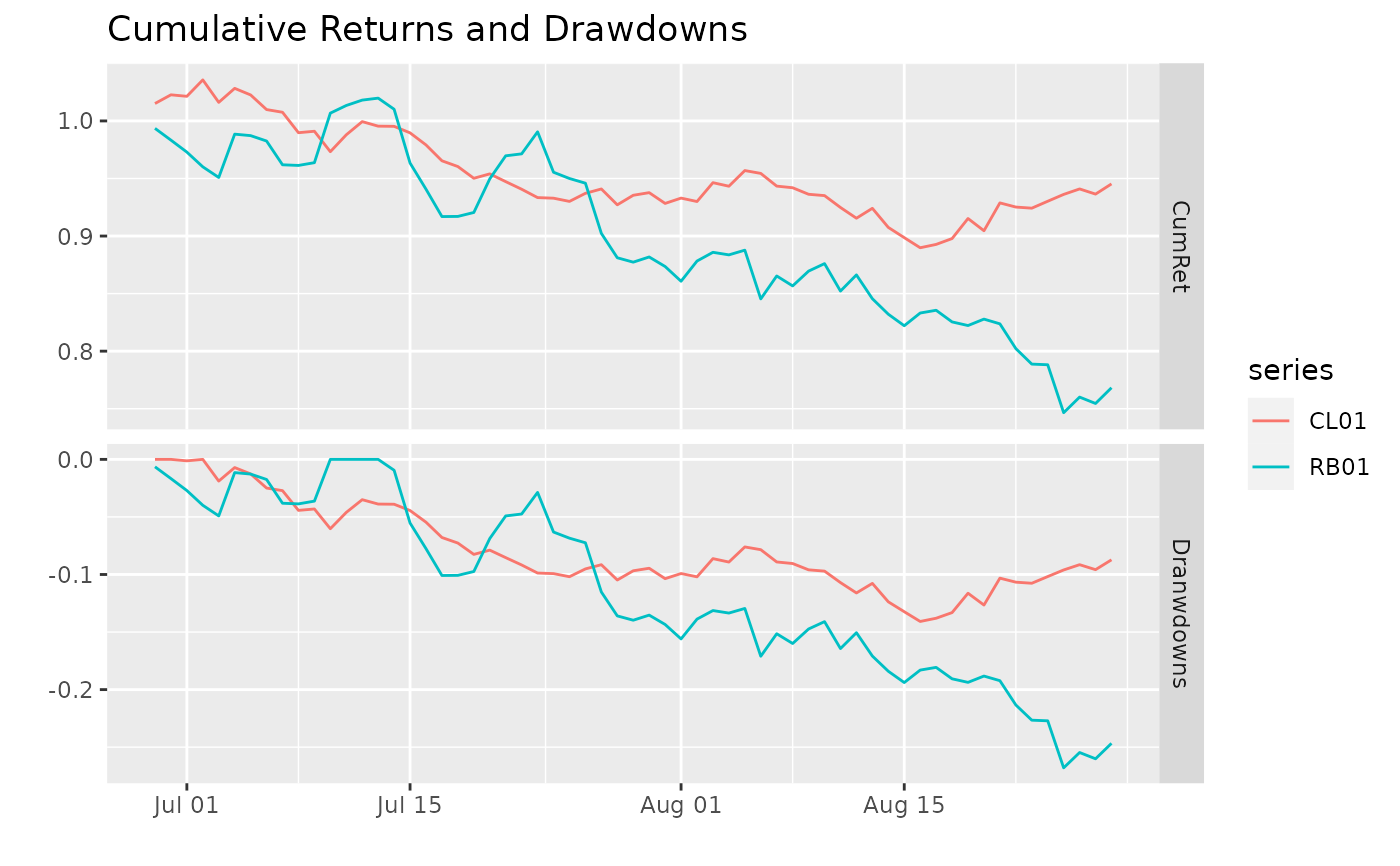 Cumulative Returns and Drawdowns
1.0
0.9
0.8
CumRet
0.0
-0.1
-0.2
Dranwdowns
Jul 01
Jul 15
Aug 01
Aug 15
series
CL01
RB01